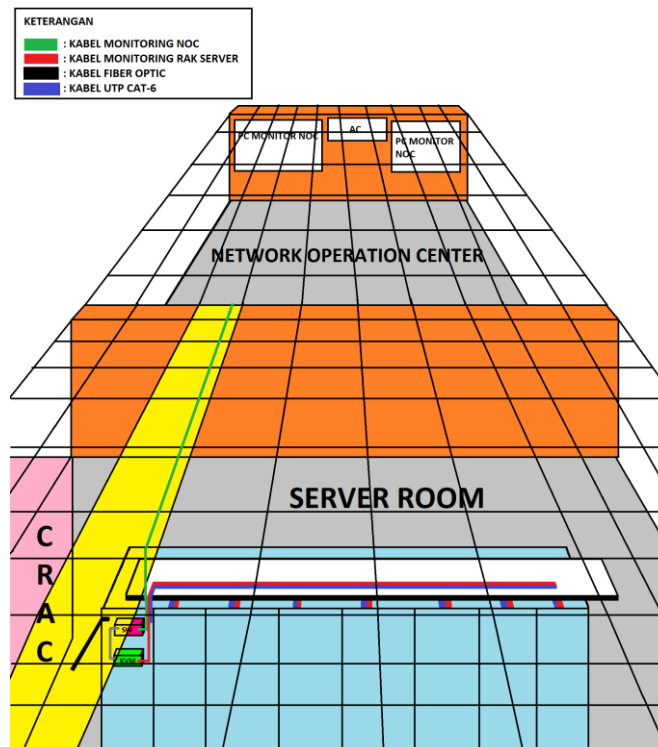 KETERANGAN
: KABEL MONITORING NOC
: KABEL MONITORING RAK SERVER
: KABEL FIBER OPTIC
: KABEL UTP CAT-6
PC MONITOR NOC
AC
PC MONITOR
NOC
NETWORK OPERATION CENTER
SERVER ROOM
C
R
A
C
SW
KVM